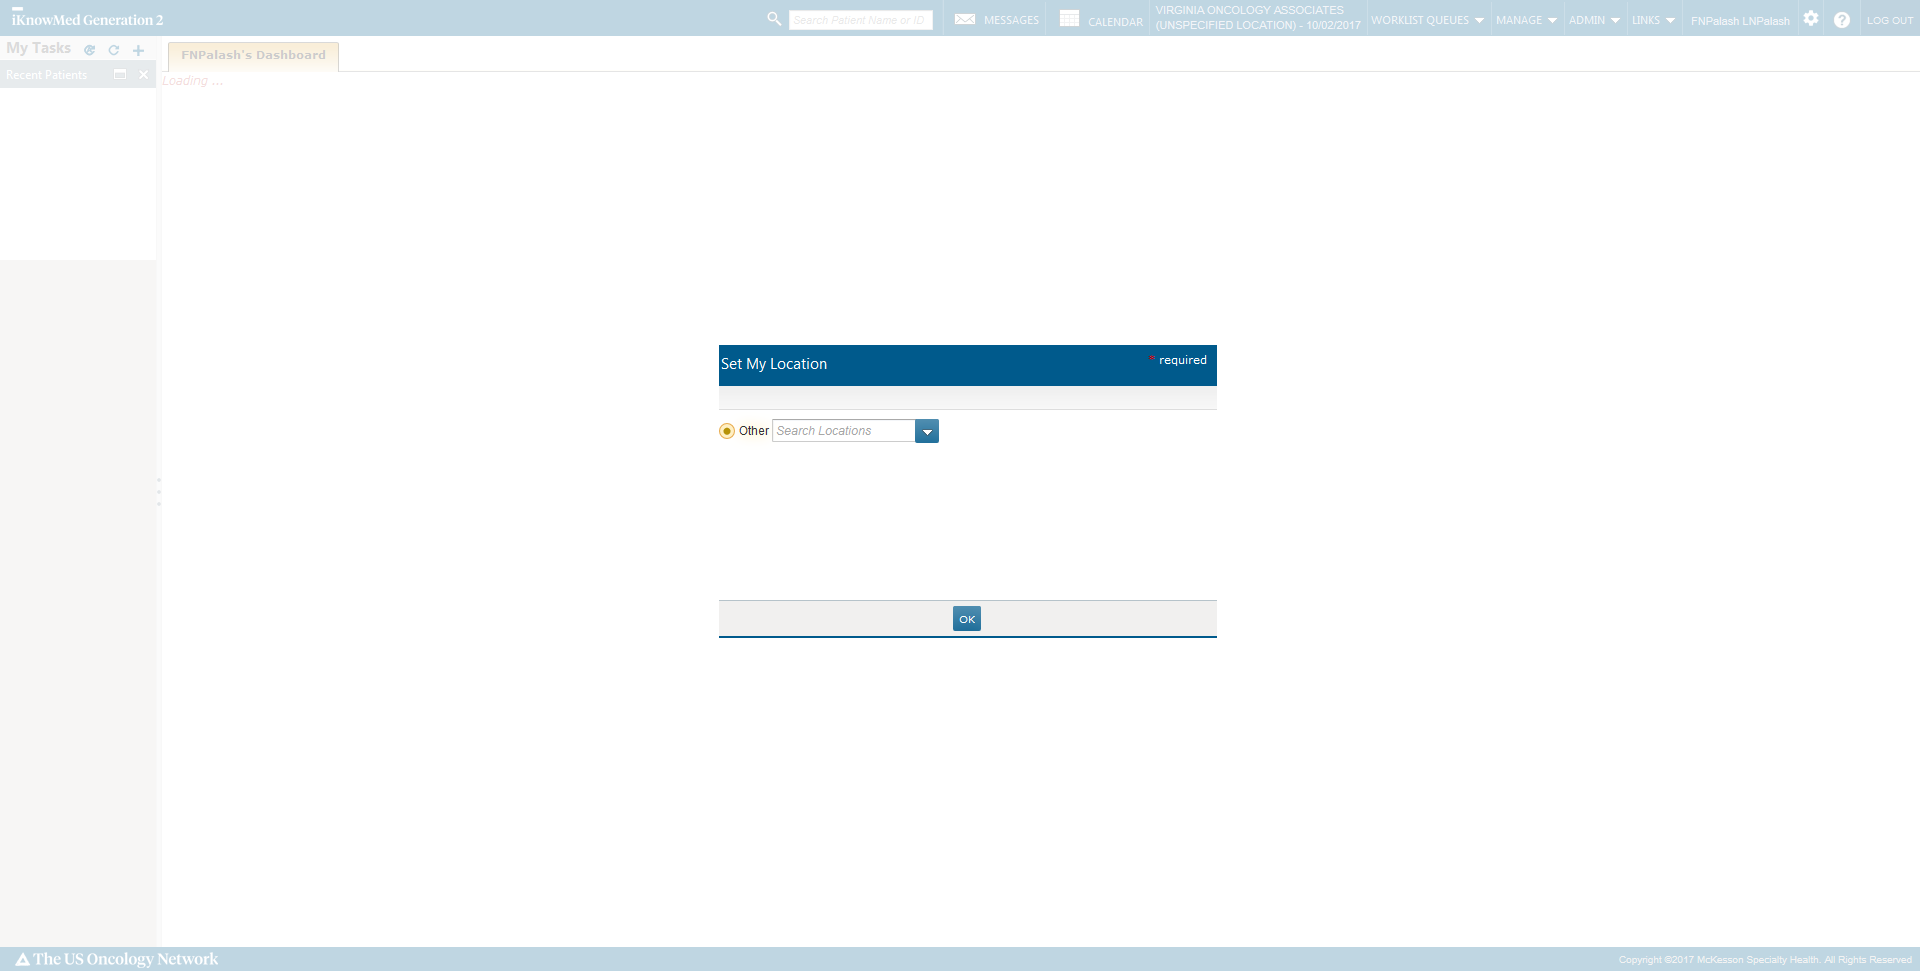 iKnowMed Generation 2
Search Patient Name or ID
MESSAGES
CALENDAR
VIRGINIA ONCOLOGY ASSOCIATES
(UNSPECIFIED LOCATION) - 10/02/2017
WORKLIST QUEUES
MANAGE
ADMIN
LINKS
FNPalash LNPalash
LOG OUT
My Tasks
FNPalash's Dashboard
Recent Patients
Loading ...
Set My Location
* required
Other
Search Locations
OK
The US Oncology Network
Copyright ©2017 McKesson Specialty Health. All Rights Reserved